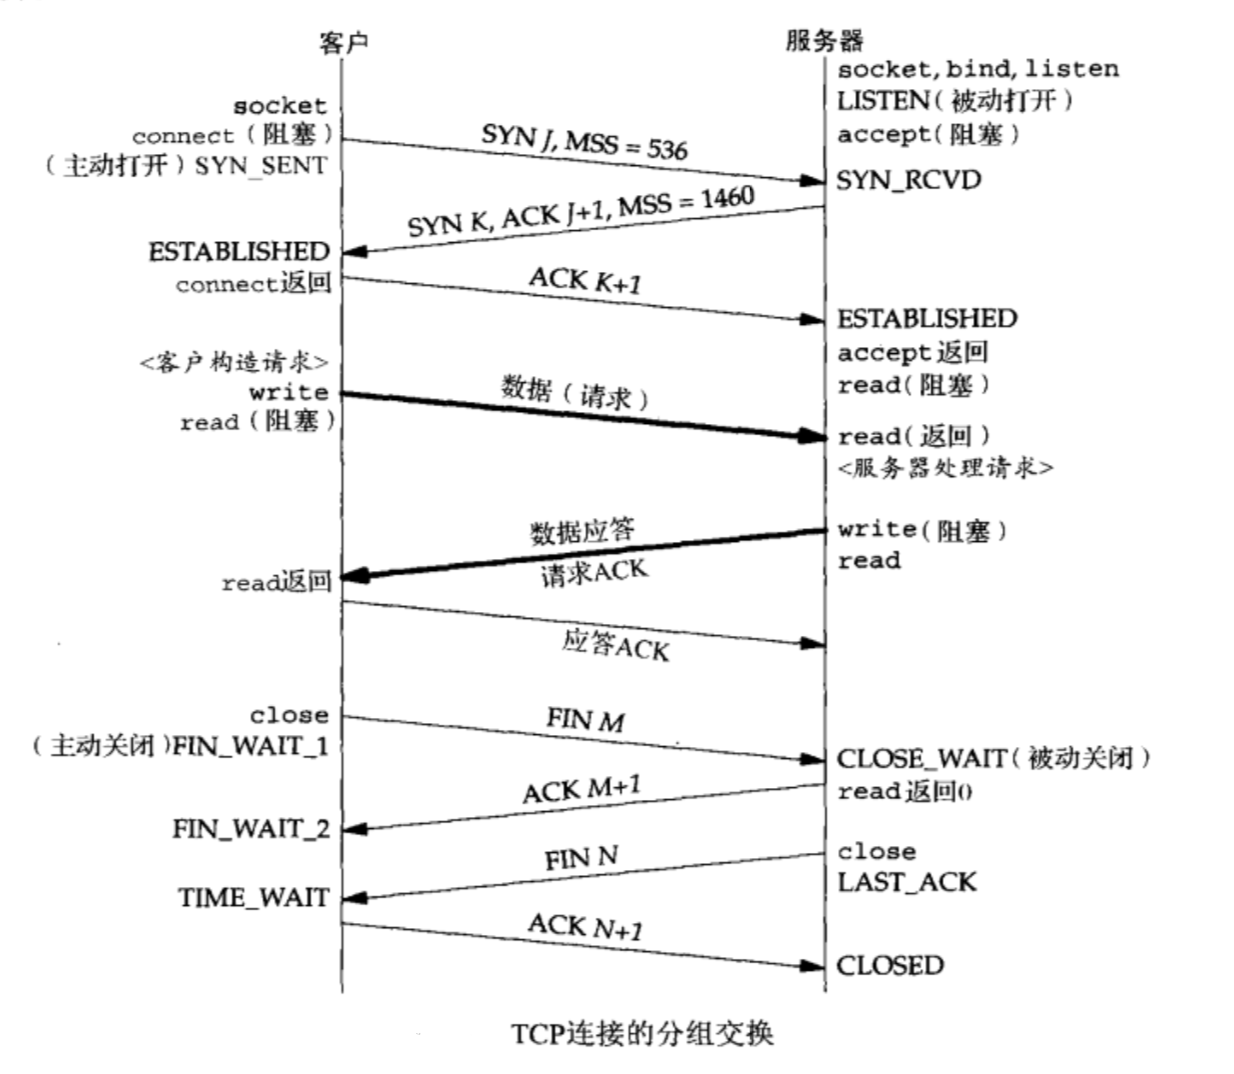 客户
服务器
socket, bind, listen
LISTEN(被动打开)
socket
connect(阻塞)
accept(阻塞)
SYN J, MSS = 536
(主动打开)SYN_SENT
SYN_RCVD
SYN K, ACK J+1, MSS = 1460
ESTABLISHED
connect返回
ACK K+1
ESTABLISHED
accept返回
<客户构造请求>
write
数据(请求)
read(阻塞)
read(阻塞)
read(返回)
<服务器处理请求>
数据应答
write(阻塞)
read
请求ACK
read返回
应答ACK
close
FIN M
(主动关闭)FIN_WAIT_1
CLOSE_WAIT(被动关闭)
ACK M+1
read返回0
FIN_WAIT_2
FIN N
close
LAST_ACK
TIME_WAIT
ACK N+1
CLOSED
TCP连接的分组交换